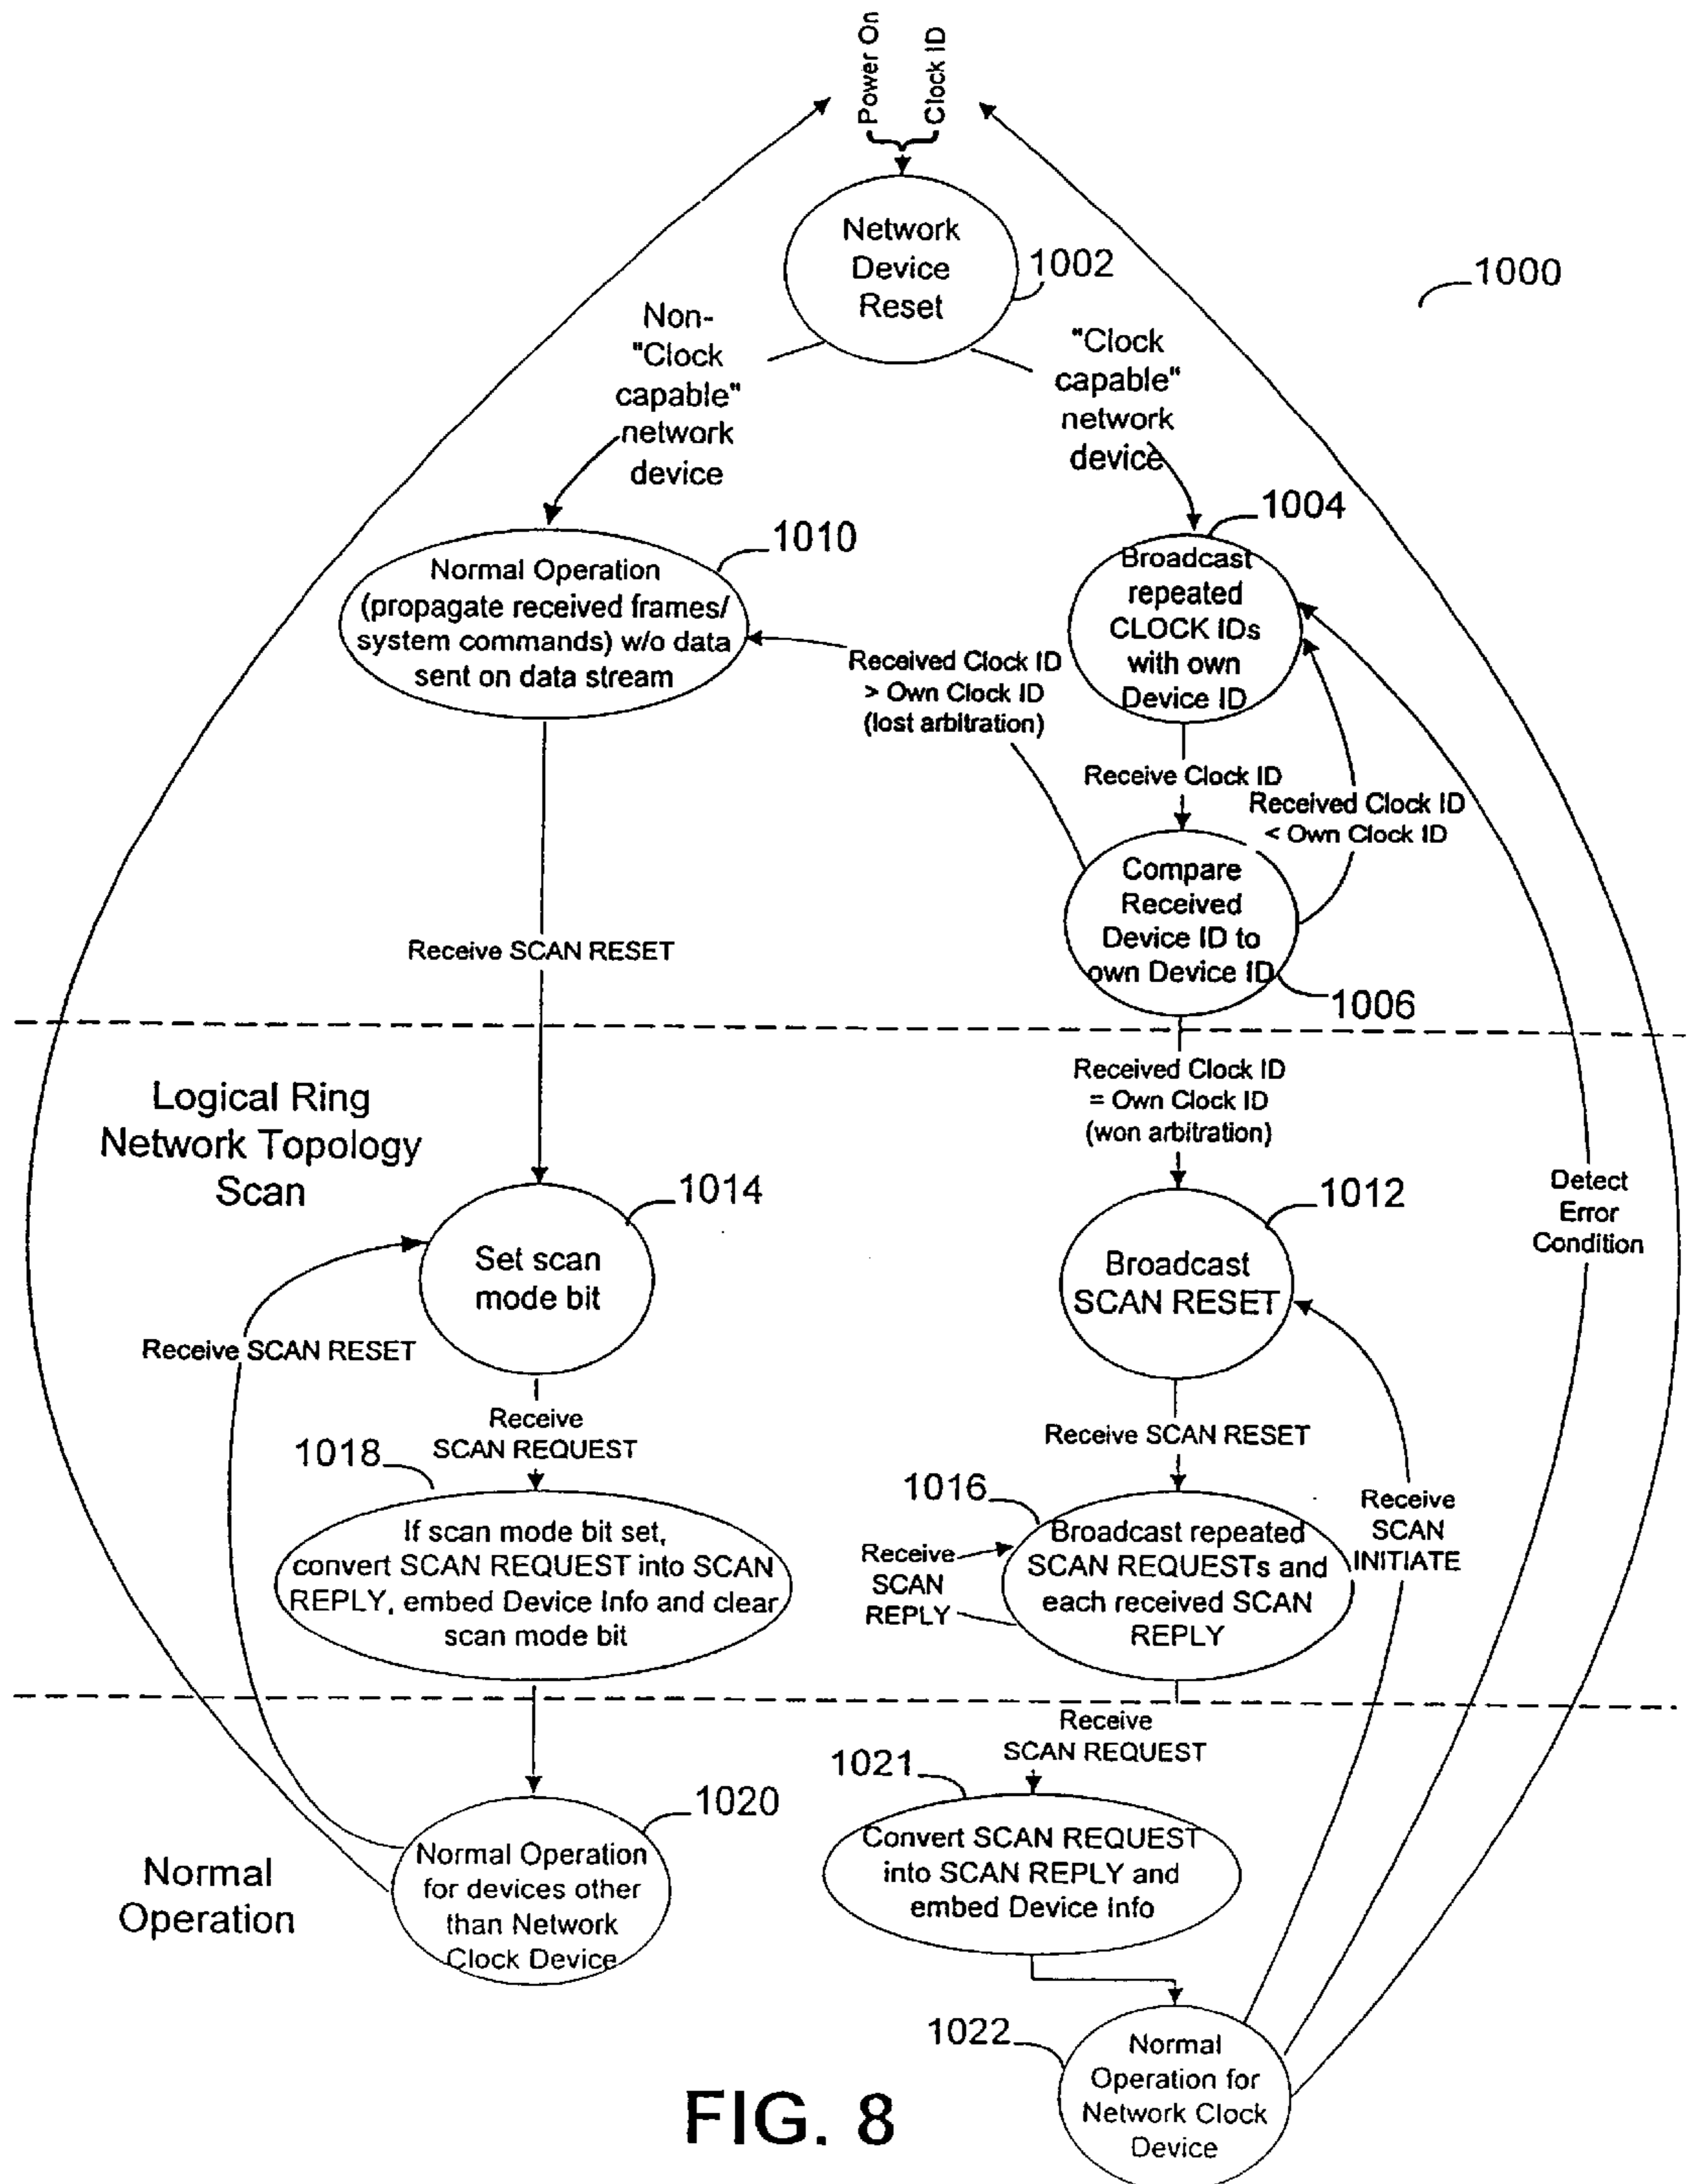 Power On
Clock ID
Network
Device
Reset
1002
1000
Non-
"Clock
capable"
network
device
"Clock
capable"
network
device
1010
1004
Normal Operation
(propagate received frames/
system commands) w/o data
sent on data stream
Broadcast
repeated
CLOCK IDs
with own
Device ID
Received Clock ID
> Own Clock ID
(lost arbitration)
Receive Clock ID
Received Clock ID
< Own Clock ID
Compare
Received
Device ID to
own Device ID
1006
Receive SCAN RESET
Logical Ring
Network Topology
Scan
Received Clock ID
= Own Clock ID
(won arbitration)
1014
1012
Detect
Error
Condition
Set scan
mode bit
Broadcast
SCAN RESET
Receive SCAN RESET
Receive
SCAN REQUEST
Receive SCAN RESET
1018
1016
Receive
SCAN
INITIATE
If scan mode bit set,
convert SCAN REQUEST into SCAN
REPLY, embed Device Info and clear
scan mode bit
Receive
SCAN
REPLY
Broadcast repeated
SCAN REQUESTs and
each received SCAN
REPLY
Receive
SCAN REQUEST
1020
1021
Normal
Operation
Normal Operation
for devices other
than Network
Clock Device
Convert SCAN REQUEST
into SCAN REPLY and
embed Device Info
1022
Normal
Operation for
Network Clock
Device
FIG. 8